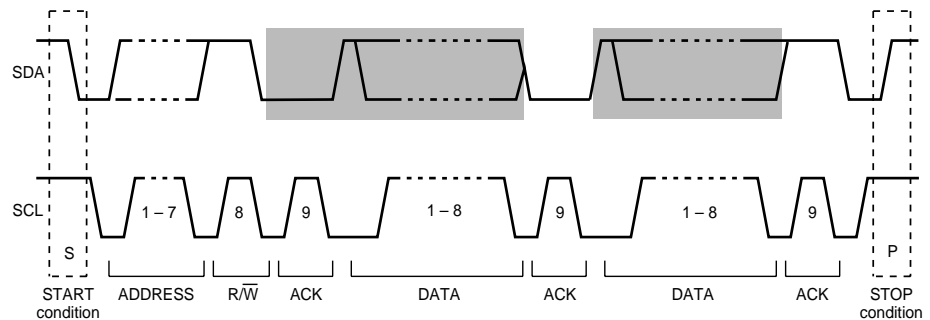 SDA
SCL
1 – 7
8
9
1 – 8
9
1 – 8
9
S
P
START
condition
ADDRESS
R/W̅
ACK
DATA
ACK
DATA
ACK
STOP
condition